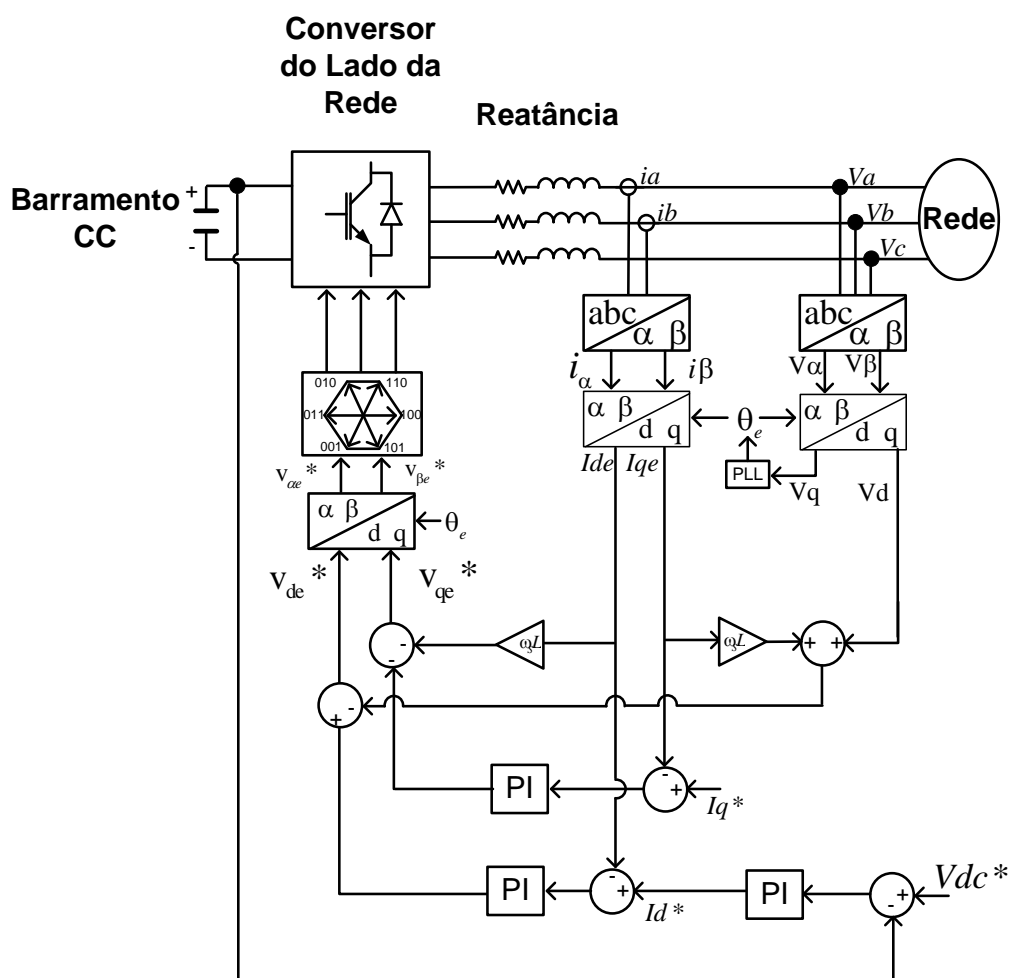 Conversor
do Lado da
Rede
Reatância
Barramento
CC
+
-
ia
ib
Va
Vb
Vc
Rede
abc
α β
abc
α β
iα
iβ
Vα
Vβ
α β
d q
θe
α β
d q
Ide
Iqe
PLL
Vq
Vd
010
110
011
100
001
101
vαe*
vβe*
α β
d q
θe
vde*
vqe*
-
-
ω3L
ω3L
+ +
+
-
PI
-
+
Iq*
PI
-
+
Id*
PI
+
-
Vdc*